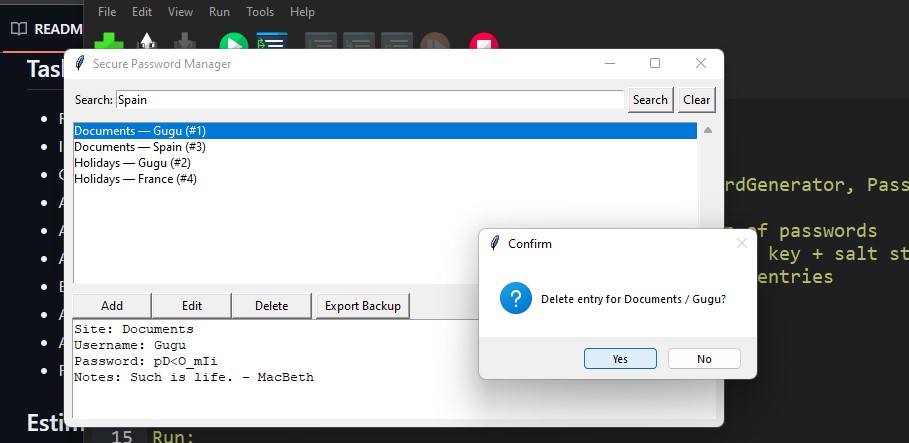 File Edit View Run Tools Help
READM
Tas
Secure Password Manager
Search: Spain Search Clear
Documents — Gugu (#1)
Documents — Spain (#3)
Holidays — Gugu (#2)
Holidays — France (#4)
rdGenerator, Pass
of passwords
key + salt st
entries
Confirm
Delete entry for Documents / Gugu?
Yes No
Add Edit Delete Export Backup
Site: Documents
Username: Gugu
Password: pD<O_mIi
Notes: Such is life. - MacBeth
Estim
15 Run: